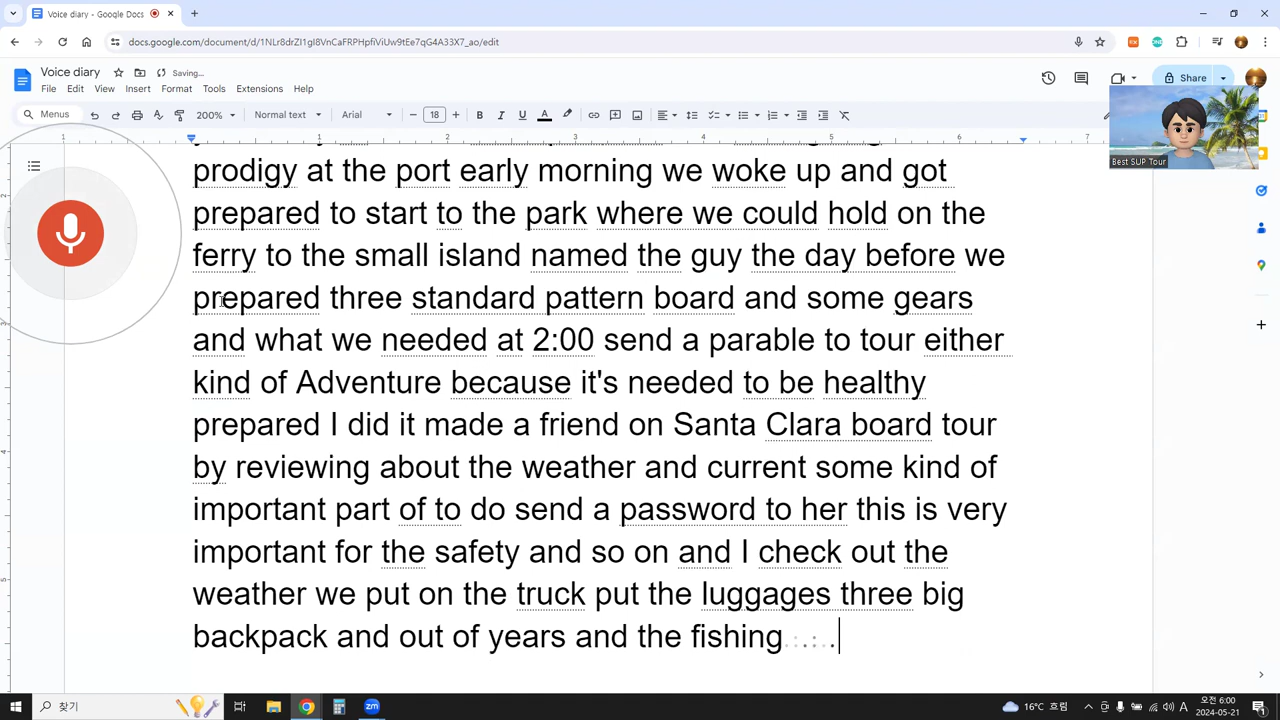 Voice diary - Google Docs
docs.google.com/document/d/1NLr8drZI1gI8VnCaFRPHpfiViUw9tEe7qG4A33X7_ao/edit
Voice diary
Saving...
File Edit View Insert Format Tools Extensions Help
Share
Menus
200%
Normal text
Arial
18
B I U A
1 1 2 3 4 5 6 7
Best SUP Tour
prodigy at the port early morning we woke up and got
prepared to start to the park where we could hold on the
ferry to the small island named the guy the day before we
prepared three standard pattern board and some gears
and what we needed at 2:00 send a parable to tour either
kind of Adventure because it's needed to be healthy
prepared I did it made a friend on Santa Clara board tour
by reviewing about the weather and current some kind of
important part of to do send a password to her this is very
important for the safety and so on and I check out the
weather we put on the truck put the luggages three big
backpack and out of years and the fishing
찾기
16°C 흐림
A
오전 6:00
2024-05-21